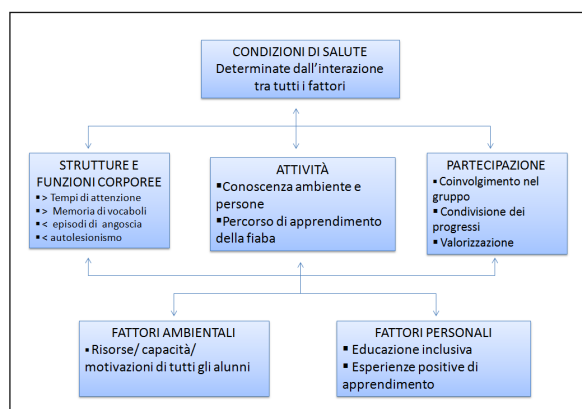 CONDIZIONI DI SALUTE
Determinate dall'interazione
tra tutti i fattori
STRUTTURE E
FUNZIONI CORPOREE
▪ > Tempi di attenzione
▪ > Memoria di vocaboli
▪ < episodi di angoscia
▪ < autolesionismo
ATTIVITÀ
▪ Conoscenza ambiente e
persone
▪ Percorso di apprendimento
della fiaba
PARTECIPAZIONE
▪ Coinvolgimento nel
gruppo
▪ Condivisione dei
progressi
▪ Valorizzazione
FATTORI AMBIENTALI
▪ Risorse/ capacità/
motivazioni di tutti gli alunni
FATTORI PERSONALI
▪ Educazione inclusiva
▪ Esperienze positive di
apprendimento